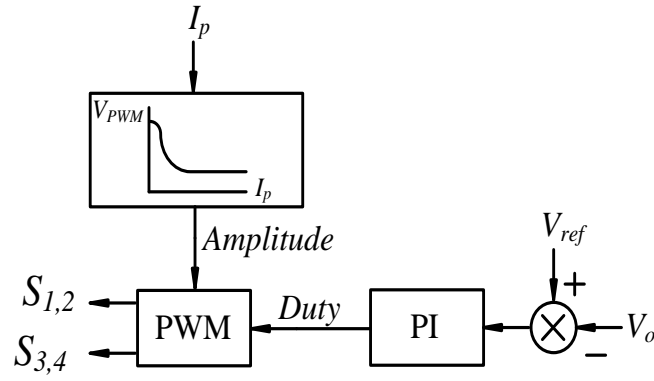 I_p
V_PWM
I_p
Amplitude
V_ref
+
S_1,2
PWM
Duty
PI
V_o
−
S_3,4